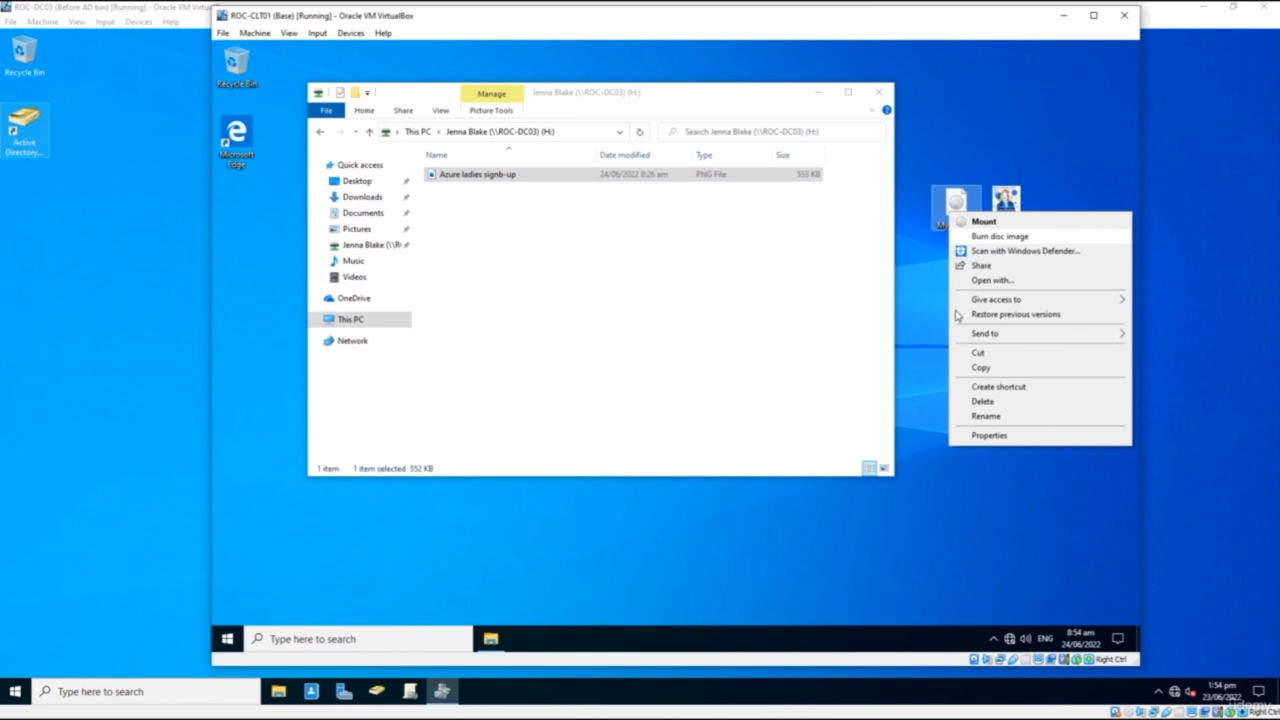 ROC-DC03 (Before AD bin) [Running] - Oracle VM Virtu
File Machine View Input Devices Help
ROC-CLT01 (Base) [Running] - Oracle VM VirtualBox
File Machine View Input Devices Help
Recycle Bin
Active
Directory...
Recycle Bin
Microsoft
Edge
Manage
Jenna Blake (\\ROC-DC03) (H:)
File Home Share View Picture Tools
This PC > Jenna Blake (\\ROC-DC03) (H:)
Search Jenna Blake (\\ROC-DC03) (H:)
Name Date modified Type Size
Azure ladies signb-up 24/06/2022 8:26 am PNG File 553 KB
Quick access
Desktop
Downloads
Documents
Pictures
Jenna Blake (\\R
Music
Videos
OneDrive
This PC
Network
1 item 1 item selected 552 KB
Mount
Burn disc image
Scan with Windows Defender...
Share
Open with...
Give access to
Restore previous versions
Send to
Cut
Copy
Create shortcut
Delete
Rename
Properties
Type here to search
ENG
8:54 am
24/06/2022
Right Ctrl
Type here to search
1:54 pm
23/06/2022
udemy
Right Ct